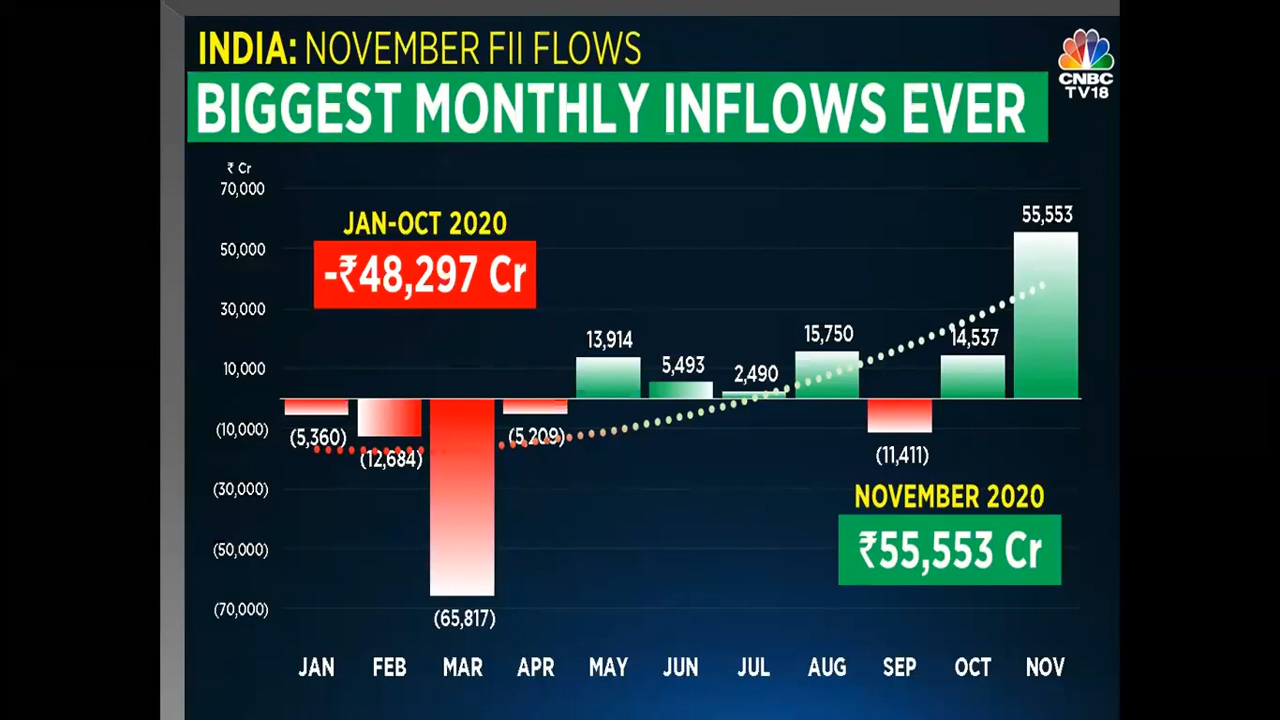 INDIA: NOVEMBER FII FLOWS
BIGGEST MONTHLY INFLOWS EVER
CNBC
TV18
₹ Cr
70,000
50,000
30,000
10,000
(10,000)
(30,000)
(50,000)
(70,000)
JAN-OCT 2020
-₹48,297 Cr
(5,360)
(12,684)
(65,817)
(5,209)
13,914
5,493
2,490
15,750
(11,411)
14,537
55,553
NOVEMBER 2020
₹55,553 Cr
JAN FEB MAR APR MAY JUN JUL AUG SEP OCT NOV